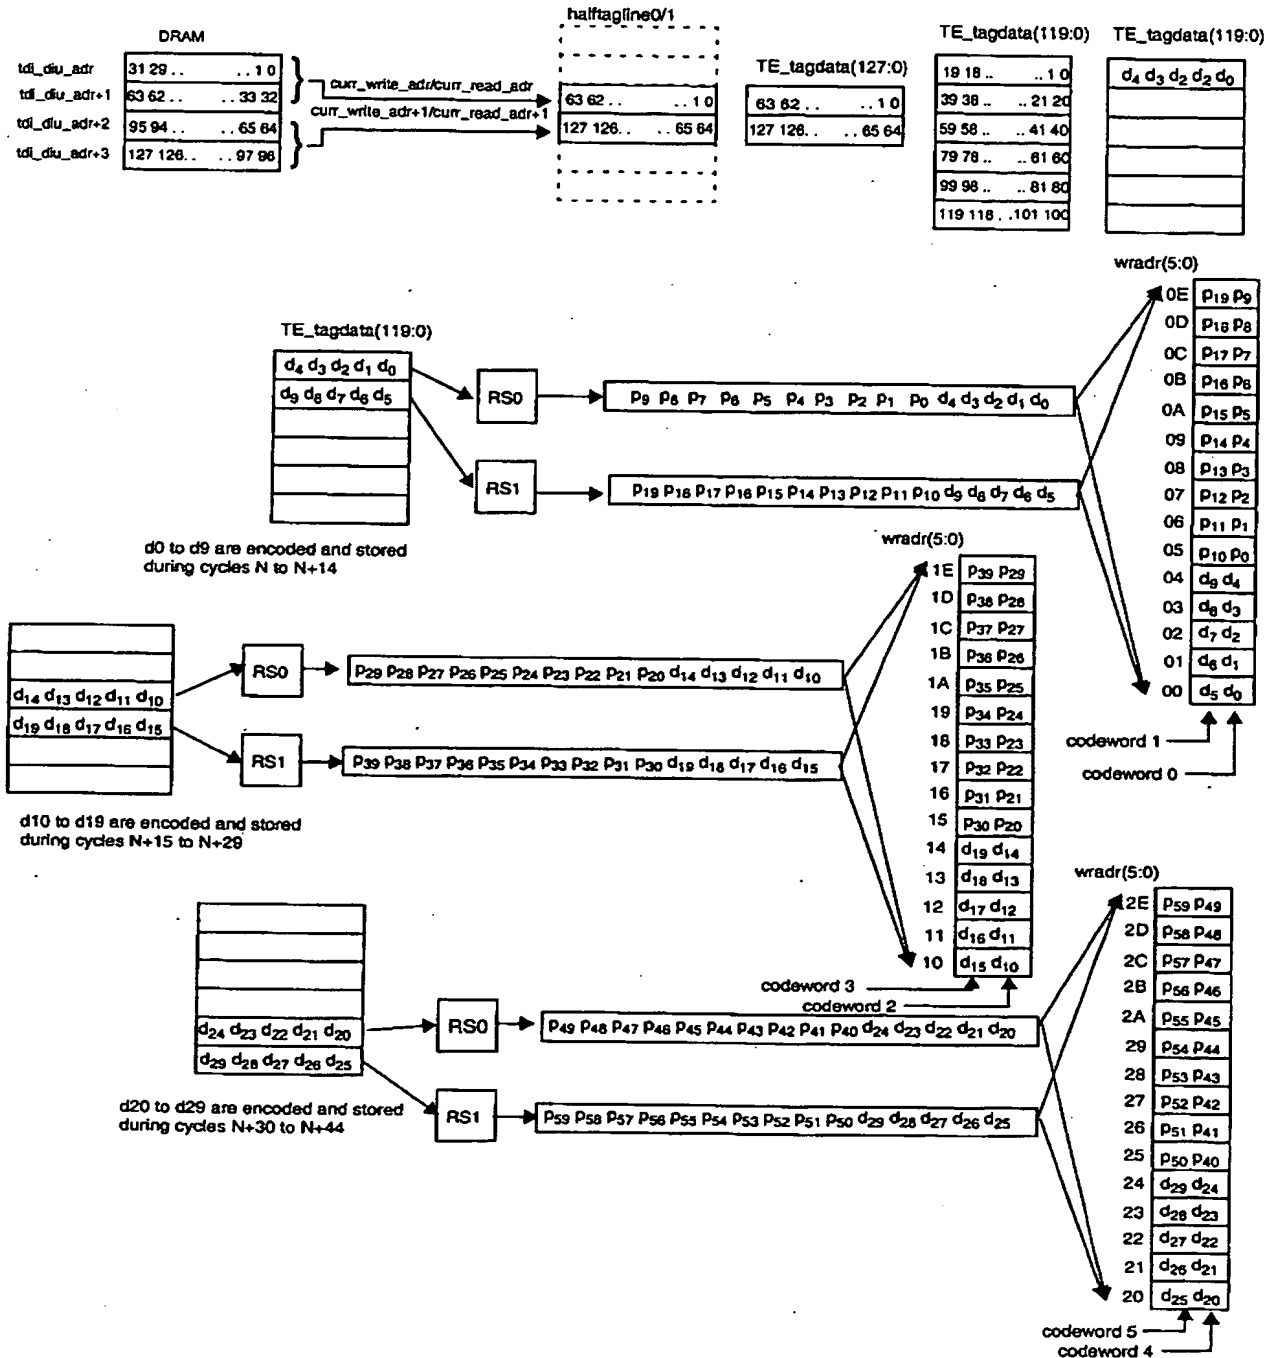 halftagline0/1
DRAM
TE_tagdata(127:0)
TE_tagdata(119:0)
TE_tagdata(119:0)
tdi_diu_adr
31 29 . . . . 1 0
tdi_diu_adr+1
63 62 . . . . 33 32
tdi_diu_adr+2
95 94 . . . . 65 64
tdi_diu_adr+3
127 126. . . . 97 96
curr_write_adr/curr_read_adr
curr_write_adr+1/curr_read_adr+1
63 62 . . . . 1 0
127 126. . . . 65 64
63 62 . . . . 1 0
127 126. . . . 65 64
19 18 . . . . 1 0
39 38 . . . . 21 20
59 58 . . . . 41 40
79 78 . . . . 61 60
99 98 . . . . 81 80
119 118 . . 101 100
d4 d3 d2 d2 d0
TE_tagdata(119:0)
d4 d3 d2 d1 d0
d9 d8 d7 d6 d5
RS0
RS1
p9 p8 p7 p6 p5 p4 p3 p2 p1 p0 d4 d3 d2 d1 d0
p19 p18 p17 p16 p15 p14 p13 p12 p11 p10 d9 d8 d7 d6 d5
d0 to d9 are encoded and stored
during cycles N to N+14
wradr(5:0)
0E p19 p9
0D p18 p8
0C p17 p7
0B p16 p6
0A p15 p5
09 p14 p4
08 p13 p3
07 p12 p2
06 p11 p1
05 p10 p0
04 d9 d4
03 d8 d3
02 d7 d2
01 d6 d1
00 d5 d0
codeword 1
codeword 0
d14 d13 d12 d11 d10
d19 d18 d17 d16 d15
RS0
RS1
p29 p28 p27 p26 p25 p24 p23 p22 p21 p20 d14 d13 d12 d11 d10
p39 p38 p37 p36 p35 p34 p33 p32 p31 p30 d19 d18 d17 d16 d15
d10 to d19 are encoded and stored
during cycles N+15 to N+29
wradr(5:0)
1E p39 p29
1D p38 p28
1C p37 p27
1B p36 p26
1A p35 p25
19 p34 p24
18 p33 p23
17 p32 p22
16 p31 p21
15 p30 p20
14 d19 d14
13 d18 d13
12 d17 d12
11 d16 d11
10 d15 d10
codeword 3
codeword 2
d24 d23 d22 d21 d20
d29 d28 d27 d26 d25
RS0
RS1
p49 p48 p47 p46 p45 p44 p43 p42 p41 p40 d24 d23 d22 d21 d20
p59 p58 p57 p56 p55 p54 p53 p52 p51 p50 d29 d28 d27 d26 d25
d20 to d29 are encoded and stored
during cycles N+30 to N+44
wradr(5:0)
2E p59 p49
2D p58 p48
2C p57 p47
2B p56 p46
2A p55 p45
29 p54 p44
28 p53 p43
27 p52 p42
26 p51 p41
25 p50 p40
24 d29 d24
23 d28 d23
22 d27 d22
21 d26 d21
20 d25 d20
codeword 5
codeword 4